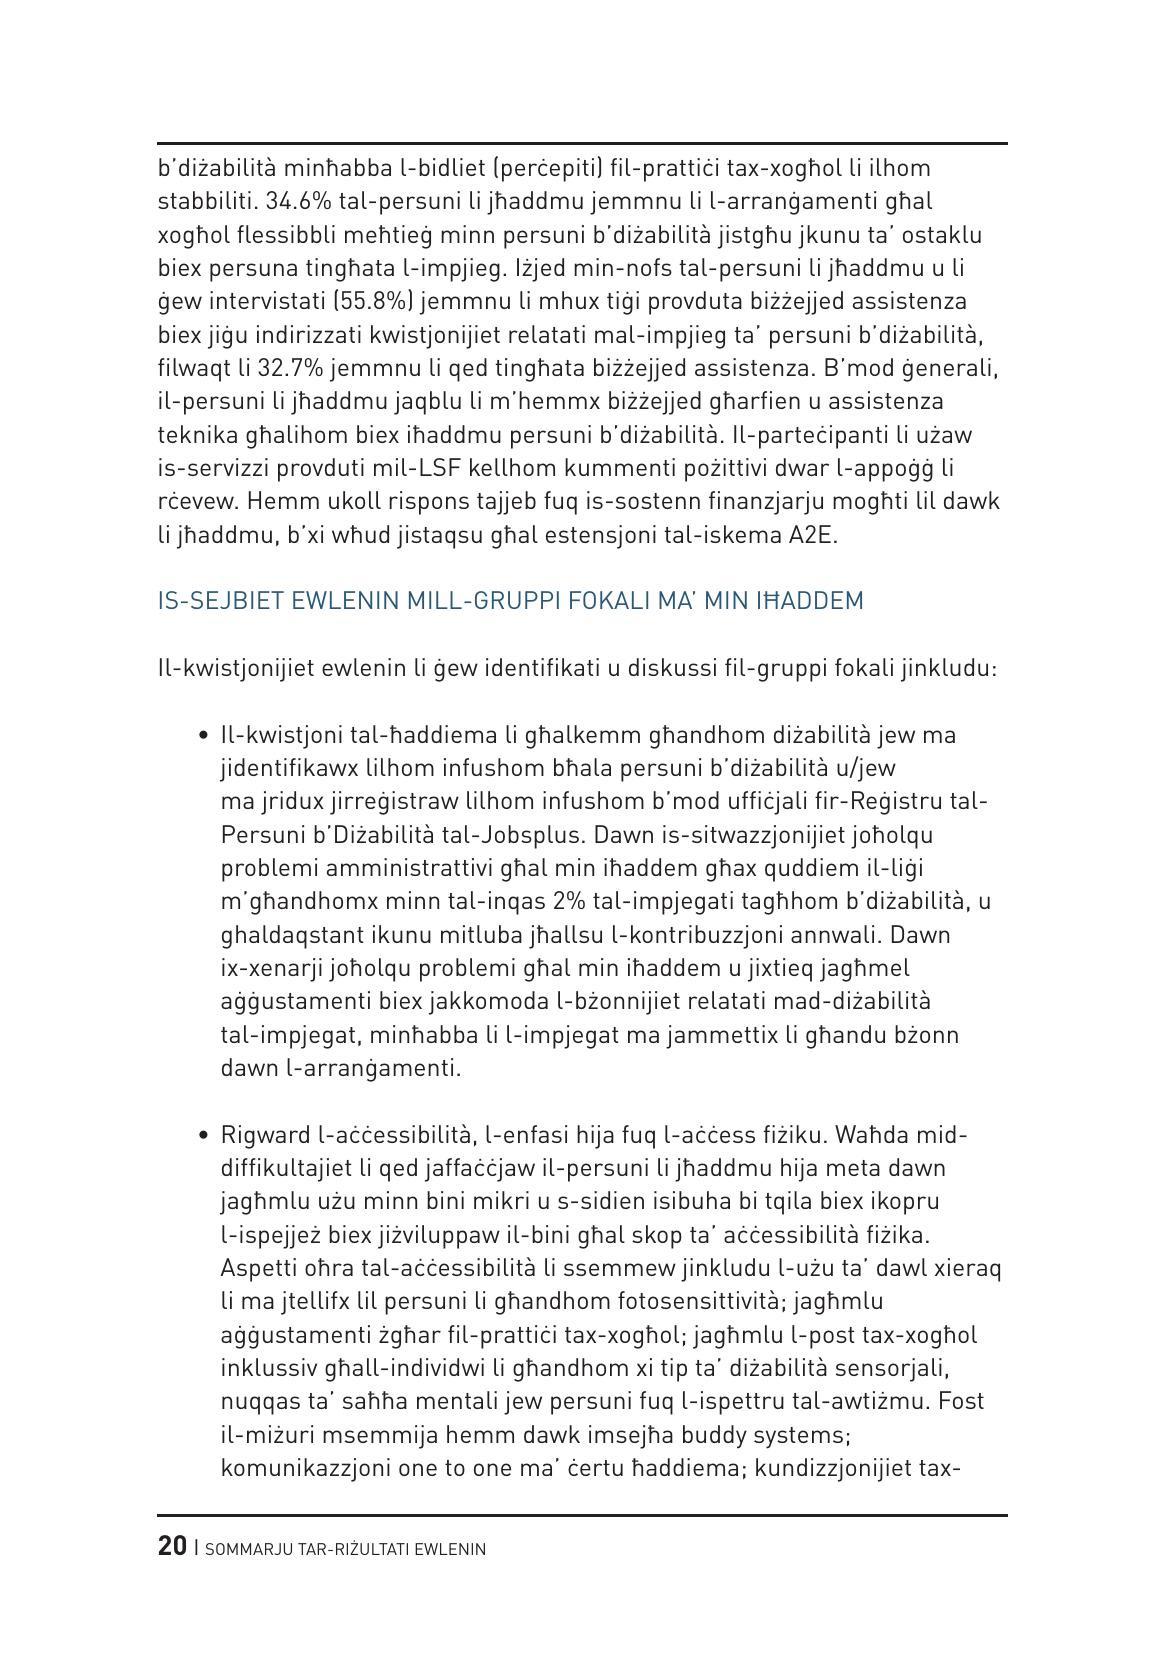 b’diżabilità minħabba l-bidliet (perċepiti) fil-prattiċi tax-xogħol li ilhom
stabbiliti. 34.6% tal-persuni li jħaddmu jemmnu li l-arranġamenti għal
xogħol flessibbli meħtieġ minn persuni b’diżabilità jistgħu jkunu ta’ ostaklu
biex persuna tingħata l-impjieg. Iżjed min-nofs tal-persuni li jħaddmu u li
ġew intervistati (55.8%) jemmnu li mhux tiġi provduta biżżejjed assistenza
biex jiġu indirizzati kwistjonijiet relatati mal-impjieg ta’ persuni b’diżabilità,
filwaqt li 32.7% jemmnu li qed tingħata biżżejjed assistenza. B’mod ġenerali,
il-persuni li jħaddmu jaqblu li m’hemmx biżżejjed għarfien u assistenza
teknika għalihom biex iħaddmu persuni b’diżabilità. Il-parteċipanti li użaw
is-servizzi provduti mil-LSF kellhom kummenti pożittivi dwar l-appoġġ li
rċevew. Hemm ukoll rispons tajjeb fuq is-sostenn finanzjarju mogħti lil dawk
li jħaddmu, b’xi wħud jistaqsu għal estensjoni tal-iskema A2E.
IS-SEJBIET EWLENIN MILL-GRUPPI FOKALI MA’ MIN IĦADDEM
Il-kwistjonijiet ewlenin li ġew identifikati u diskussi fil-gruppi fokali jinkludu:
• Il-kwistjoni tal-ħaddiema li għalkemm għandhom diżabilità jew ma
jidentifikawx lilhom infushom bħala persuni b’diżabilità u/jew
ma jridux jirreġistraw lilhom infushom b’mod uffiċjali fir-Reġistru tal-
Persuni b’Diżabilità tal-Jobsplus. Dawn is-sitwazzjonijiet joħolqu
problemi amministrattivi għal min iħaddem għax quddiem il-liġi
m’għandhomx minn tal-inqas 2% tal-impjegati tagħhom b’diżabilità, u
ghaldaqstant ikunu mitluba jħallsu l-kontribuzzjoni annwali. Dawn
ix-xenarji joħolqu problemi għal min iħaddem u jixtieq jagħmel
aġġustamenti biex jakkomoda l-bżonnijiet relatati mad-diżabilità
tal-impjegat, minħabba li l-impjegat ma jammettix li għandu bżonn
dawn l-arranġamenti.
• Rigward l-aċċessibilità, l-enfasi hija fuq l-aċċess fiżiku. Waħda mid-
diffikultajiet li qed jaffaċċjaw il-persuni li jħaddmu hija meta dawn
jagħmlu użu minn bini mikri u s-sidien isibuha bi tqila biex ikopru
l-ispejjeż biex jiżviluppaw il-bini għal skop ta’ aċċessibilità fiżika.
Aspetti oħra tal-aċċessibilità li ssemmew jinkludu l-użu ta’ dawl xieraq
li ma jtellifx lil persuni li għandhom fotosensittività; jagħmlu
aġġustamenti żgħar fil-prattiċi tax-xogħol; jagħmlu l-post tax-xogħol
inklussiv għall-individwi li għandhom xi tip ta’ diżabilità sensorjali,
nuqqas ta’ saħħa mentali jew persuni fuq l-ispettru tal-awtiżmu. Fost
il-miżuri msemmija hemm dawk imsejħa buddy systems;
komunikazzjoni one to one ma’ ċertu ħaddiema; kundizzjonijiet tax-
20 | SOMMARJU TAR-RIŻULTATI EWLENIN